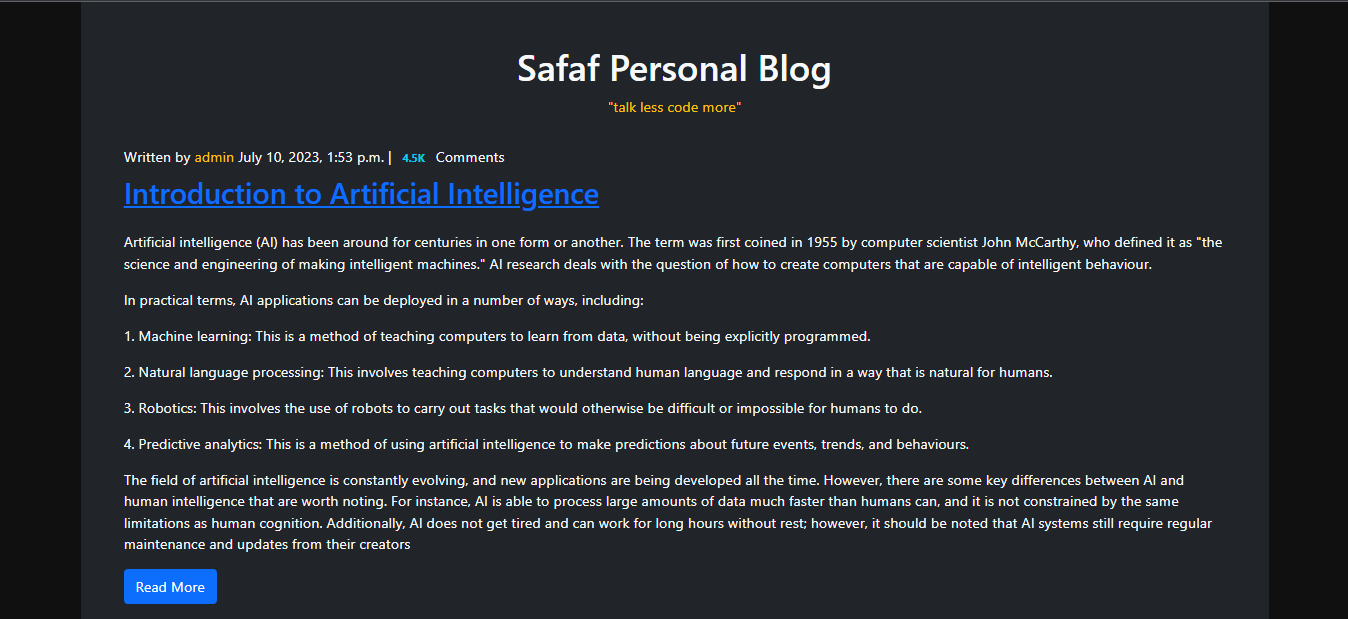 Safaf Personal Blog
"talk less code more"
Written by admin July 10, 2023, 1:53 p.m. | 4.5K Comments
Introduction to Artificial Intelligence
Artificial intelligence (AI) has been around for centuries in one form or another. The term was first coined in 1955 by computer scientist John McCarthy, who defined it as "the
science and engineering of making intelligent machines." AI research deals with the question of how to create computers that are capable of intelligent behaviour.
In practical terms, AI applications can be deployed in a number of ways, including:
1. Machine learning: This is a method of teaching computers to learn from data, without being explicitly programmed.
2. Natural language processing: This involves teaching computers to understand human language and respond in a way that is natural for humans.
3. Robotics: This involves the use of robots to carry out tasks that would otherwise be difficult or impossible for humans to do.
4. Predictive analytics: This is a method of using artificial intelligence to make predictions about future events, trends, and behaviours.
The field of artificial intelligence is constantly evolving, and new applications are being developed all the time. However, there are some key differences between AI and
human intelligence that are worth noting. For instance, AI is able to process large amounts of data much faster than humans can, and it is not constrained by the same
limitations as human cognition. Additionally, AI does not get tired and can work for long hours without rest; however, it should be noted that AI systems still require regular
maintenance and updates from their creators
Read More